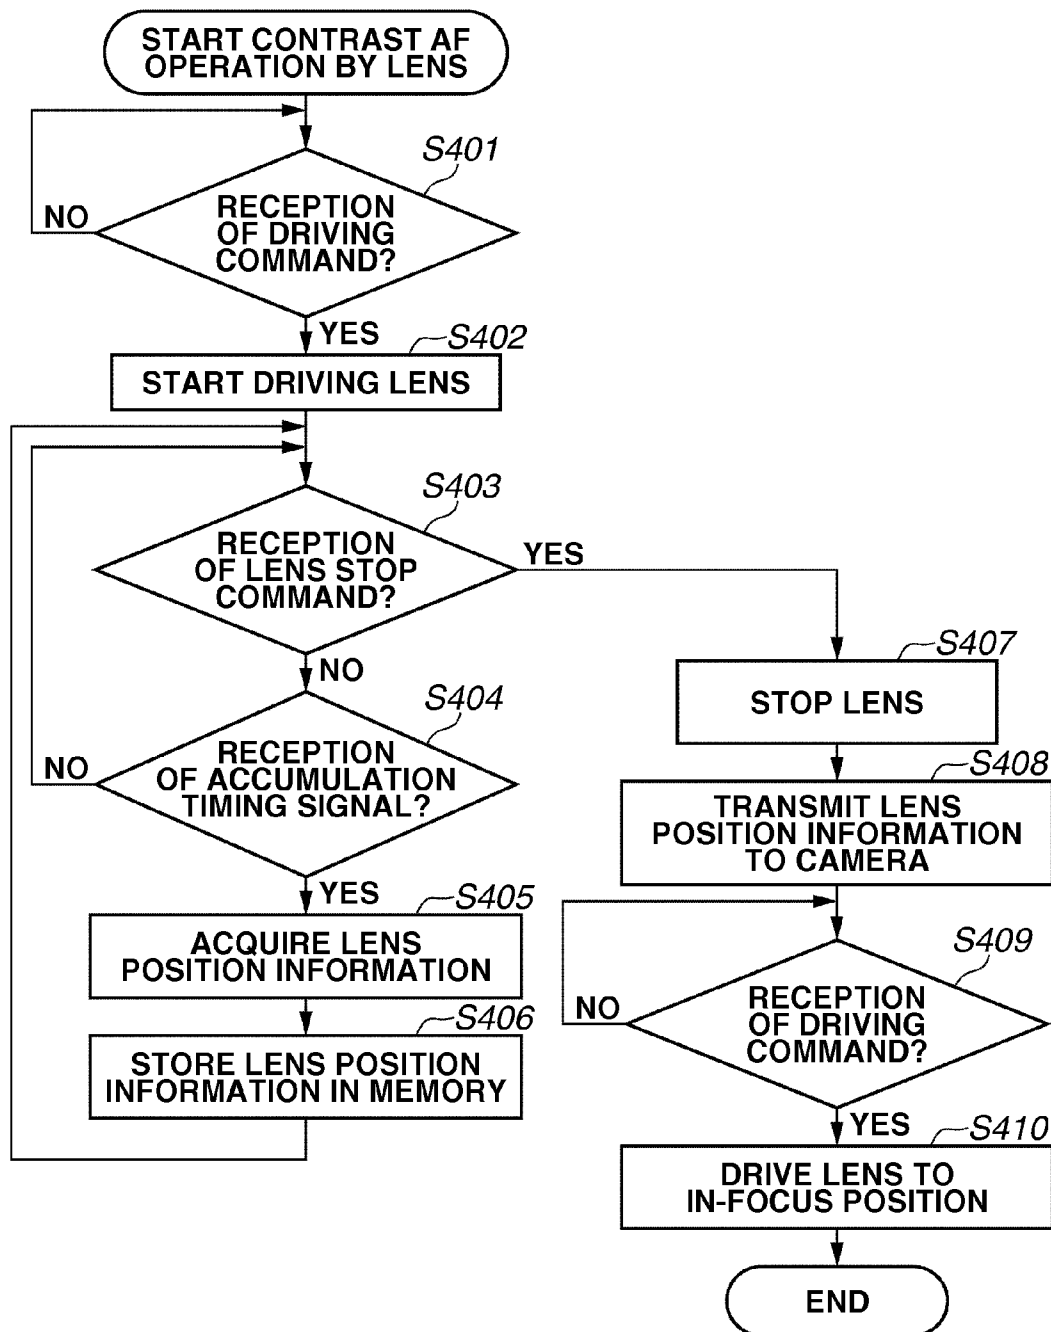 START CONTRAST AF
OPERATION BY LENS
S401
NO
RECEPTION
OF DRIVING
COMMAND?
YES
S402
START DRIVING LENS
S403
RECEPTION
OF LENS STOP
COMMAND?
YES
NO
S404
NO
RECEPTION
OF ACCUMULATION
TIMING SIGNAL?
YES
S405
ACQUIRE LENS
POSITION INFORMATION
S406
STORE LENS POSITION
INFORMATION IN MEMORY
S407
STOP LENS
S408
TRANSMIT LENS
POSITION INFORMATION
TO CAMERA
S409
NO
RECEPTION
OF DRIVING
COMMAND?
YES
S410
DRIVE LENS TO
IN-FOCUS POSITION
END